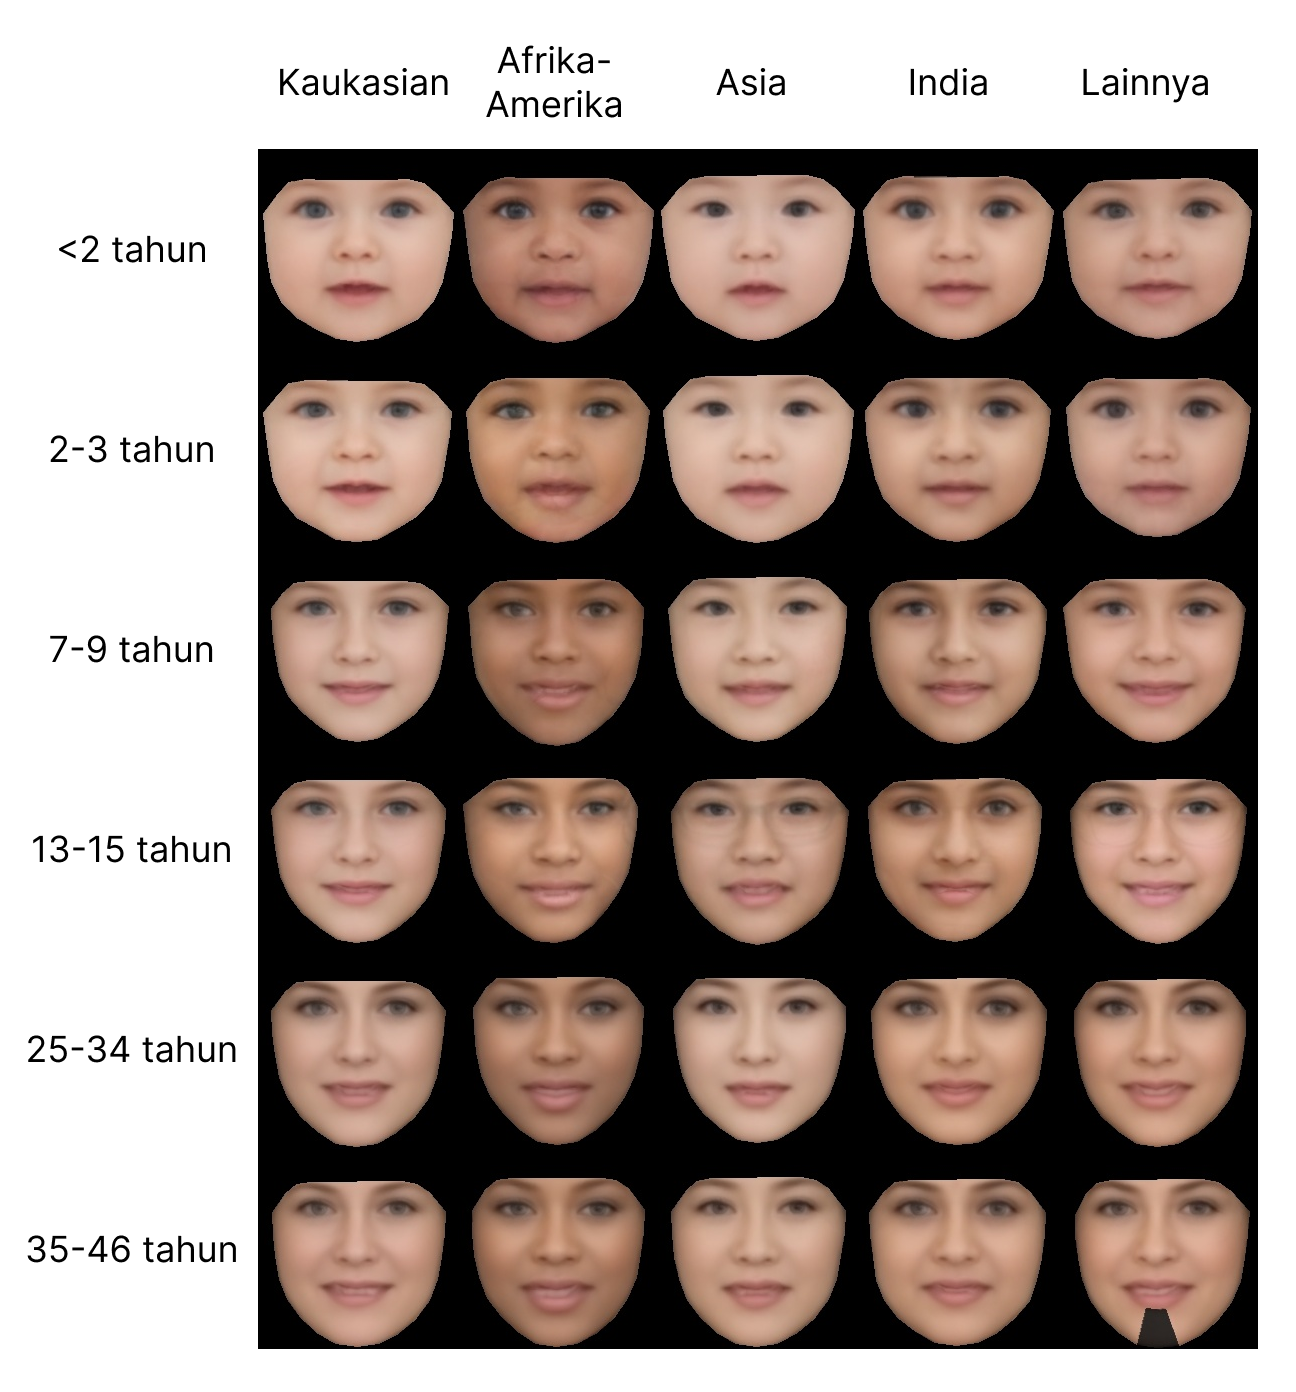 Kaukasian
Afrika-
Amerika
Asia
India
Lainnya
<2 tahun
2-3 tahun
7-9 tahun
13-15 tahun
25-34 tahun
35-46 tahun